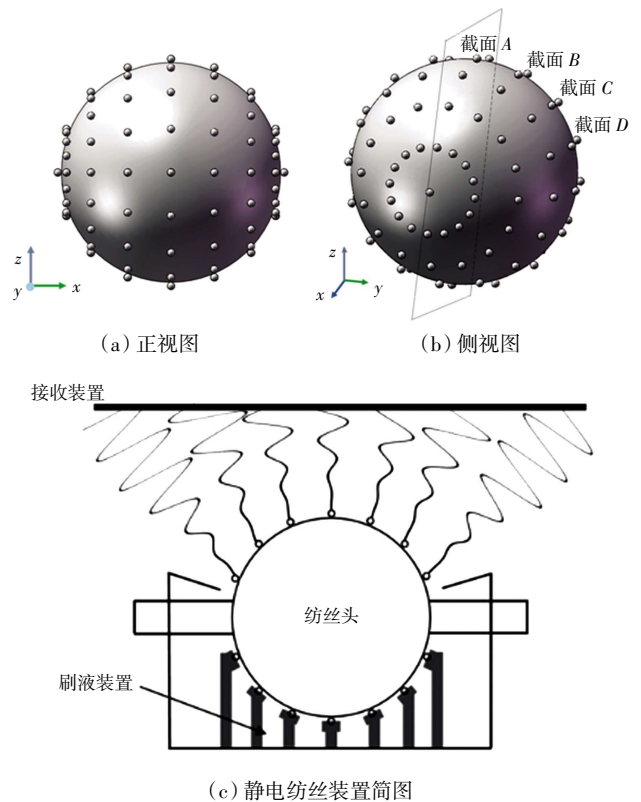 截面 A
截面 B
截面 C
截面 D
z
y
x
z
x
y
(a)正视图
(b)侧视图
接收装置
纺丝头
刷液装置
(c)静电纺丝装置简图